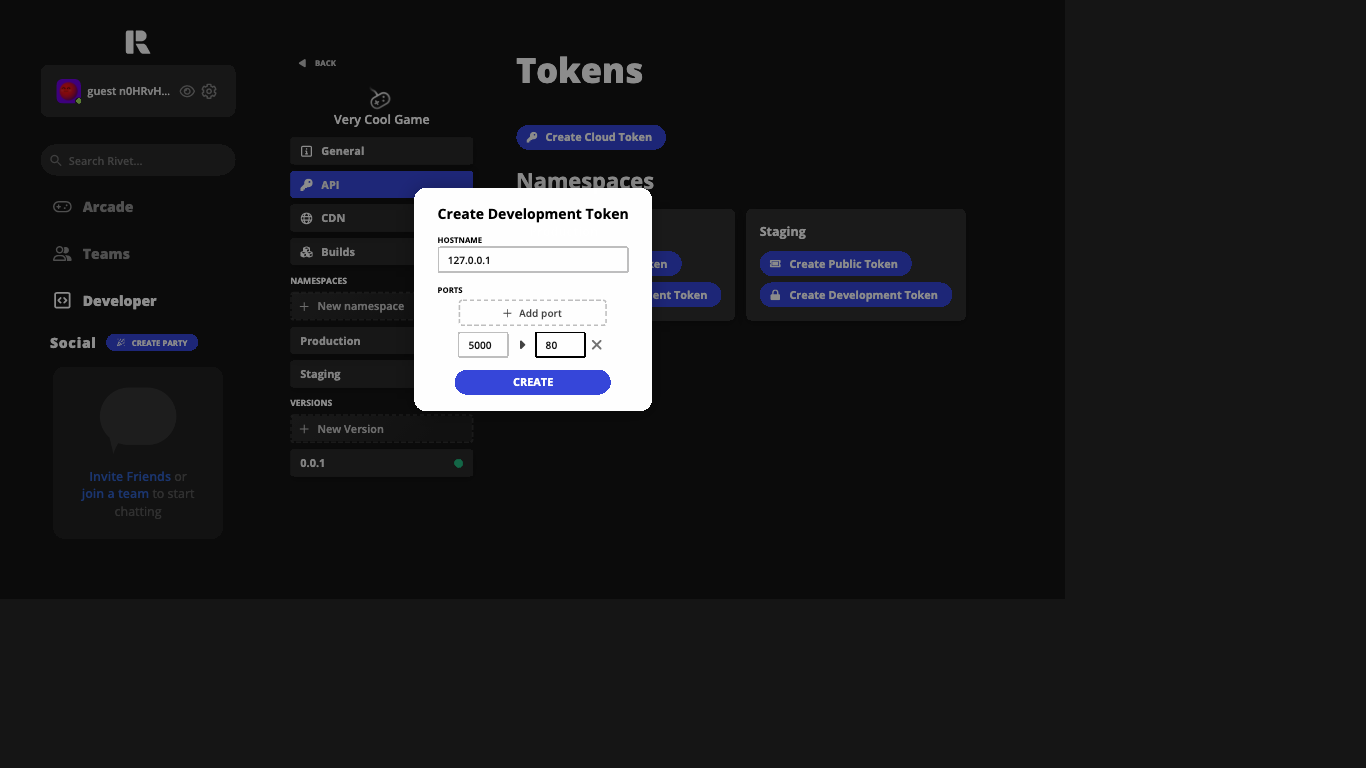 guest n0HRvH...
Search Rivet...
Arcade
Teams
Developer
Social
CREATE PARTY
Invite Friends or
join a team to start
chatting
BACK
Very Cool Game
General
API
CDN
Builds
NAMESPACES
New namespace
Production
Staging
VERSIONS
New Version
0.0.1
Tokens
Create Cloud Token
Namespaces
ent Token
Staging
Create Public Token
Create Development Token
Create Development Token
HOSTNAME
127.0.0.1
PORTS
Add port
5000
80
CREATE